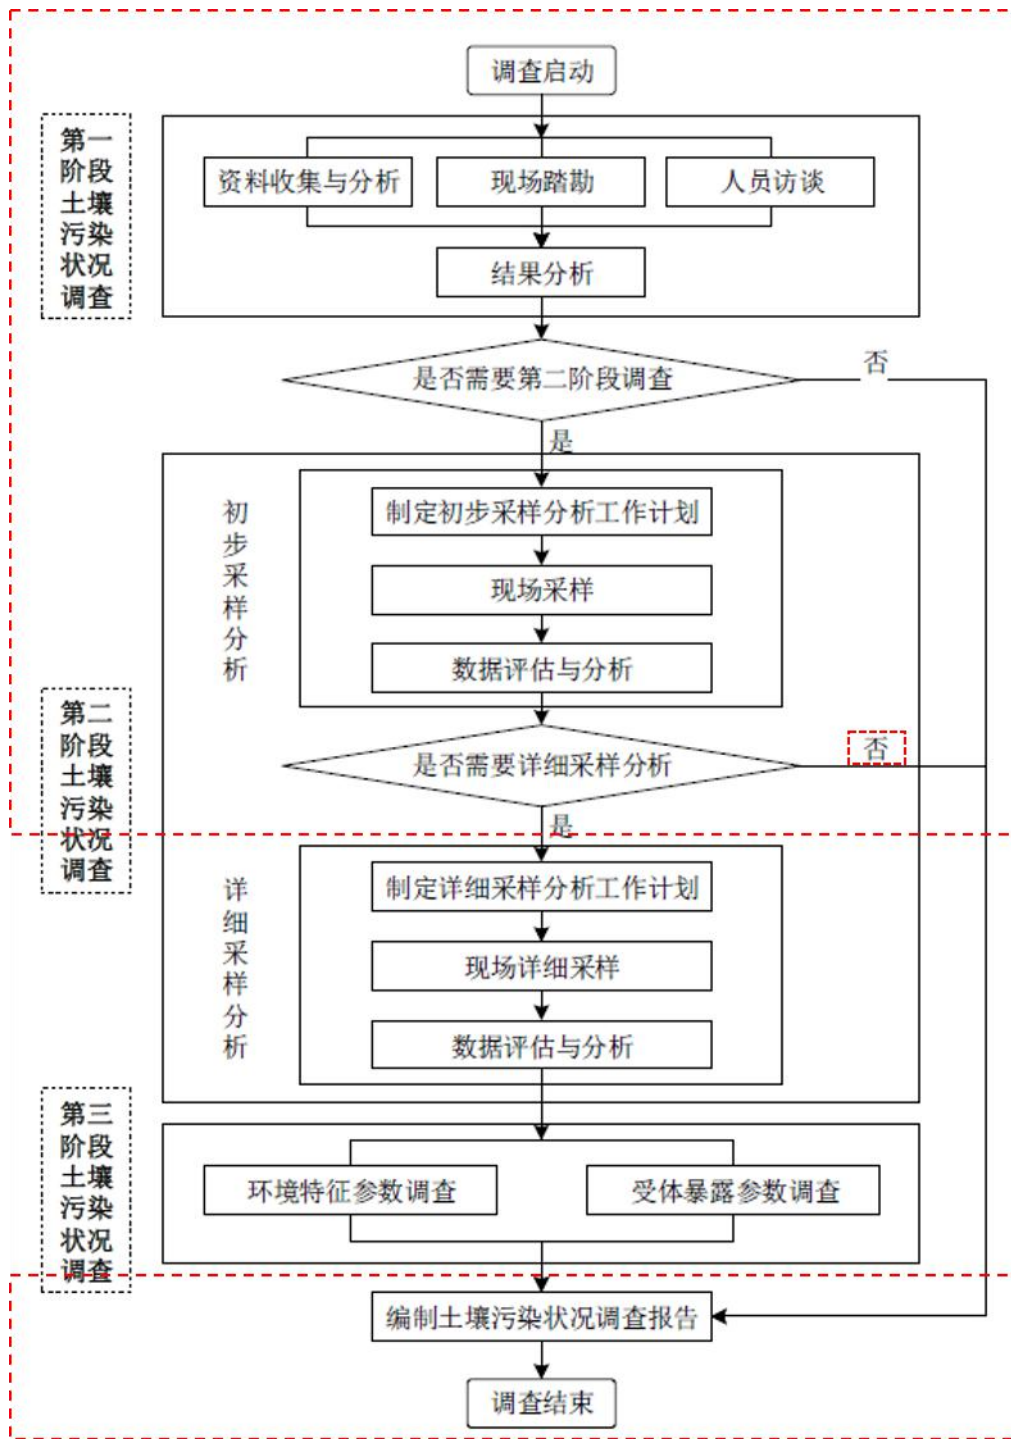 调查启动
第一
阶段
土壤
污染
状况
调查
资料收集与分析
现场踏勘
人员访谈
结果分析
是否需要第二阶段调查
否
是
初
步
采
样
分
析
制定初步采样分析工作计划
现场采样
数据评估与分析
第二
阶段
土壤
污染
状况
调查
是否需要详细采样分析
否
是
详
细
采
样
分
析
制定详细采样分析工作计划
现场详细采样
数据评估与分析
第三
阶段
土壤
污染
状况
调查
环境特征参数调查
受体暴露参数调查
编制土壤污染状况调查报告
调查结束